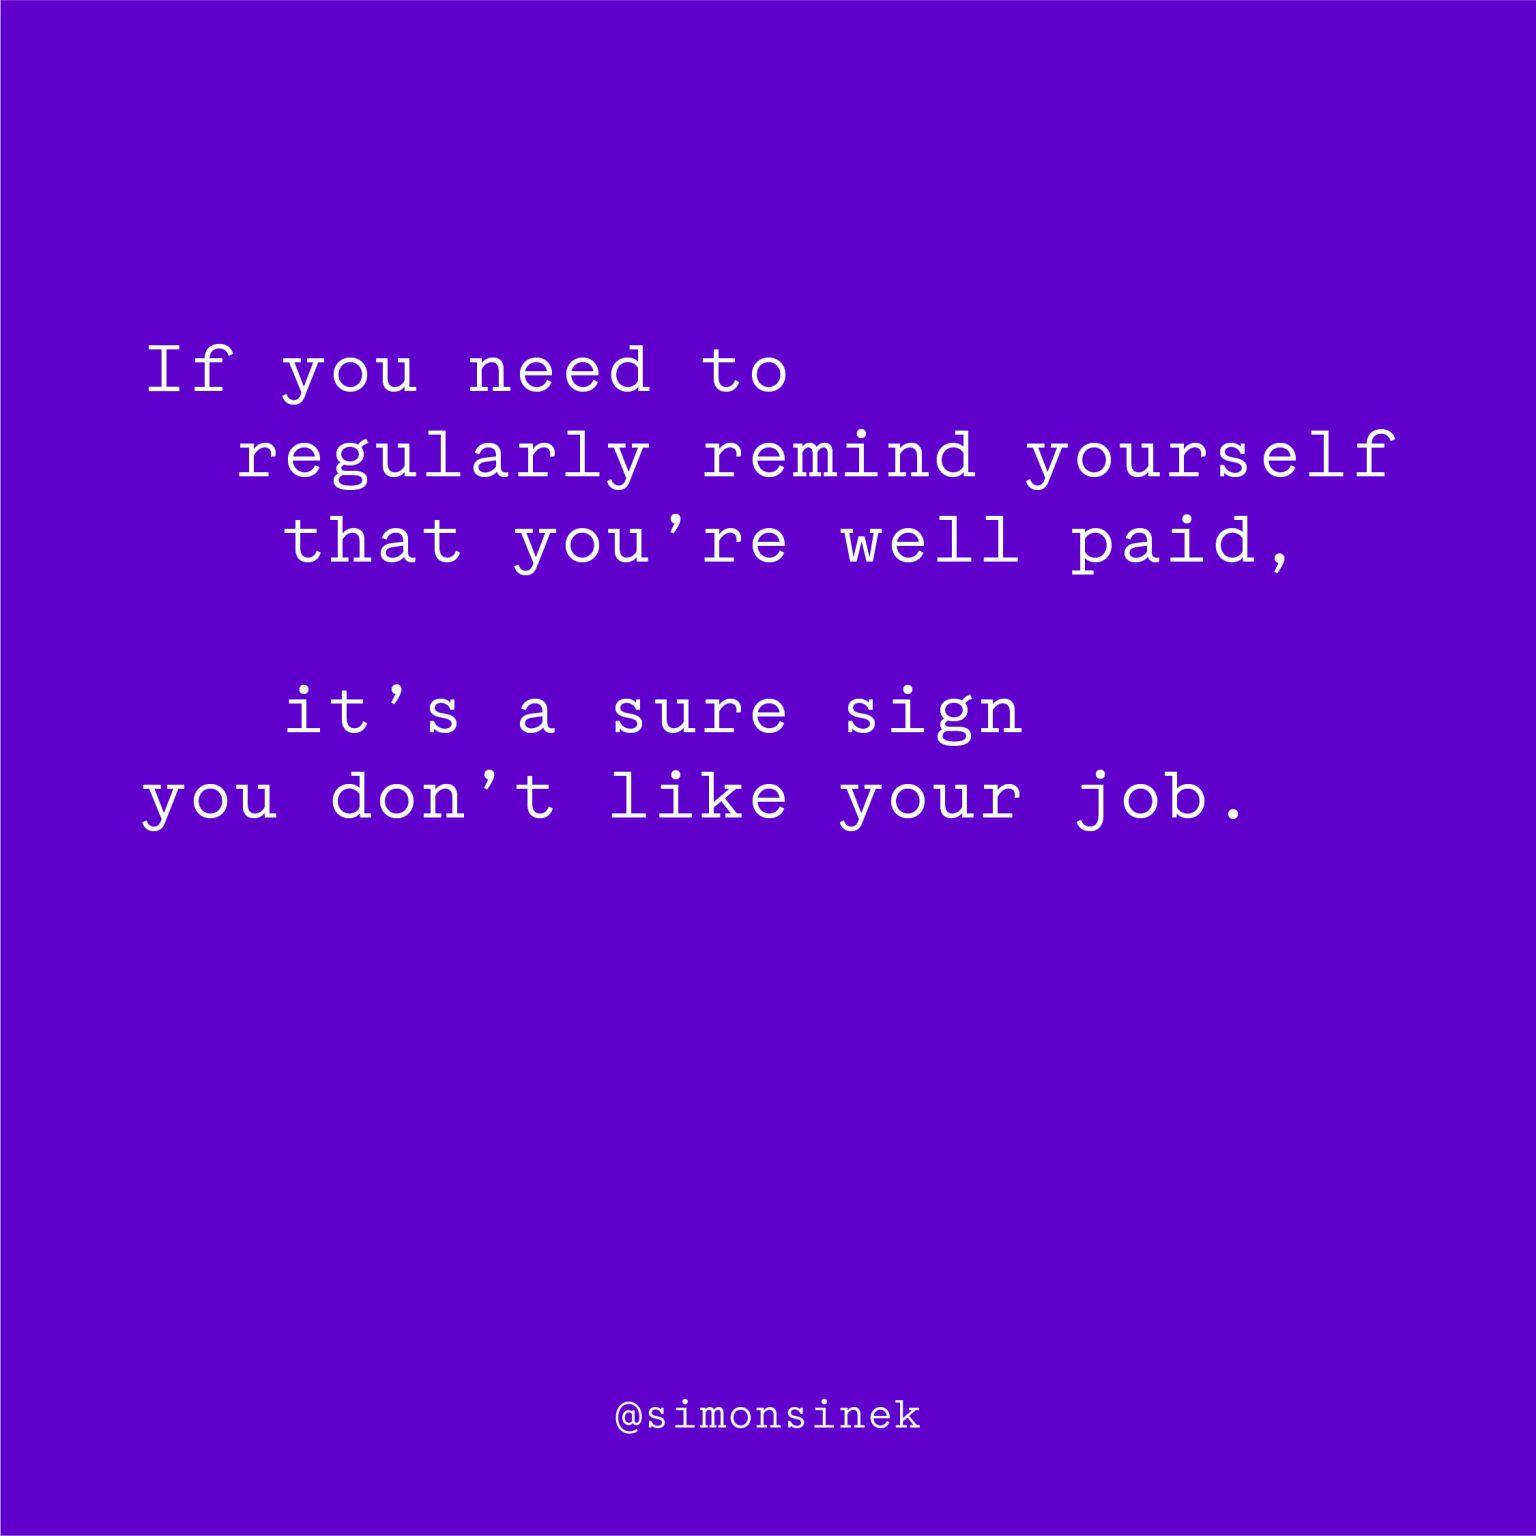 If you need to
regularly remind yourself
that you’re well paid,
it’s a sure sign
you don’t like your job.
@simonsinek